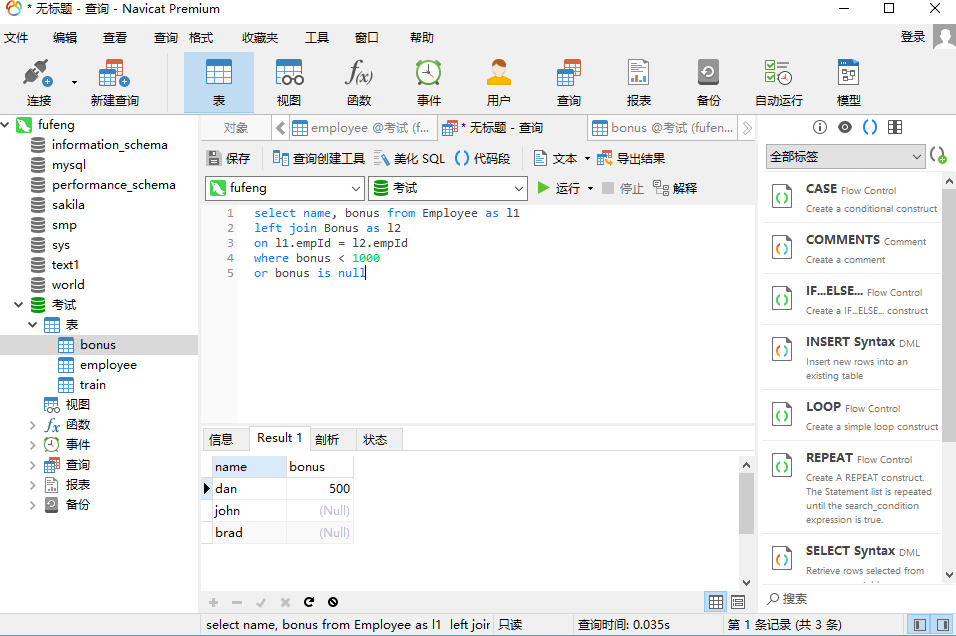 * 无标题 - 查询 - Navicat Premium
文件 编辑 查看 查询 格式 收藏夹 工具 窗口 帮助 登录
连接 新建查询 表 视图 函数 事件 用户 查询 报表 备份 自动运行 模型
fufeng
information_schema
mysql
performance_schema
sakila
smp
sys
text1
world
考试
表
bonus
employee
train
视图
函数
事件
查询
报表
备份
对象 employee @考试 (f... * 无标题 - 查询 bonus @考试 (fufen...
保存 查询创建工具 美化 SQL 代码段 文本 导出结果
fufeng 考试 运行 停止 解释
1 select name, bonus from Employee as l1
2 left join Bonus as l2
3 on l1.empId = l2.empId
4 where bonus < 1000
5 or bonus is null
信息 Result 1 剖析 状态
name bonus
dan 500
john (Null)
brad (Null)
全部标签
CASE Flow Control
Create a conditional construct
COMMENTS Comment
Create a comment
IF...ELSE... Flow Control
Create a IF...ELSE... construct
INSERT Syntax DML
Insert new rows into an
existing table
LOOP Flow Control
Create a simple loop construct
REPEAT Flow Control
Create A REPEAT construct.
The Statement list is repeated
until the search_condition
expression is true.
SELECT Syntax DML
Retrieve rows selected from
搜索
select name, bonus from Employee as l1 left join 只读 查询时间: 0.035s 第 1 条记录 (共 3 条)